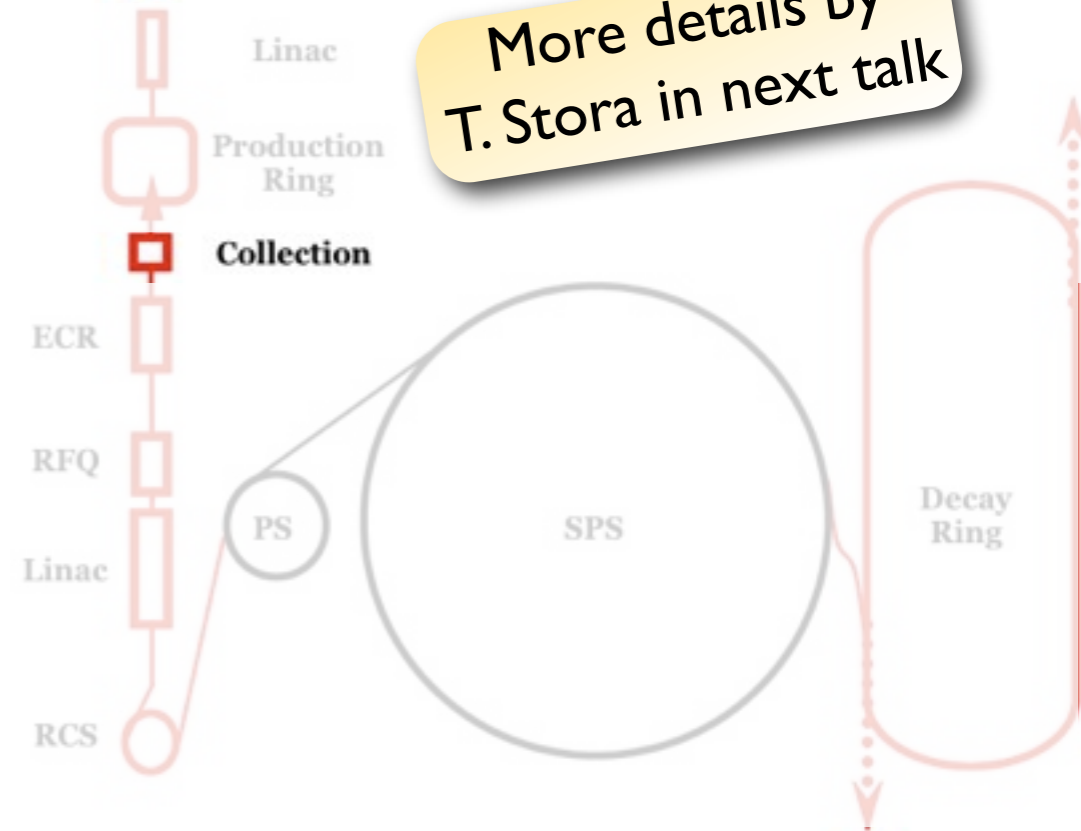 Linac
More details by
T. Stora in next talk
Production
Ring
Collection
ECR
RFQ
PS
SPS
Decay
Ring
Linac
RCS